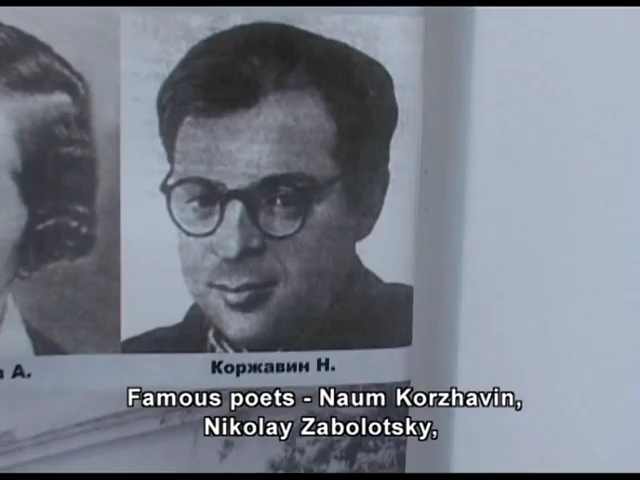 А.
Коржавин Н.
Famous poets - Naum Korzhavin,
Nikolay Zabolotsky,